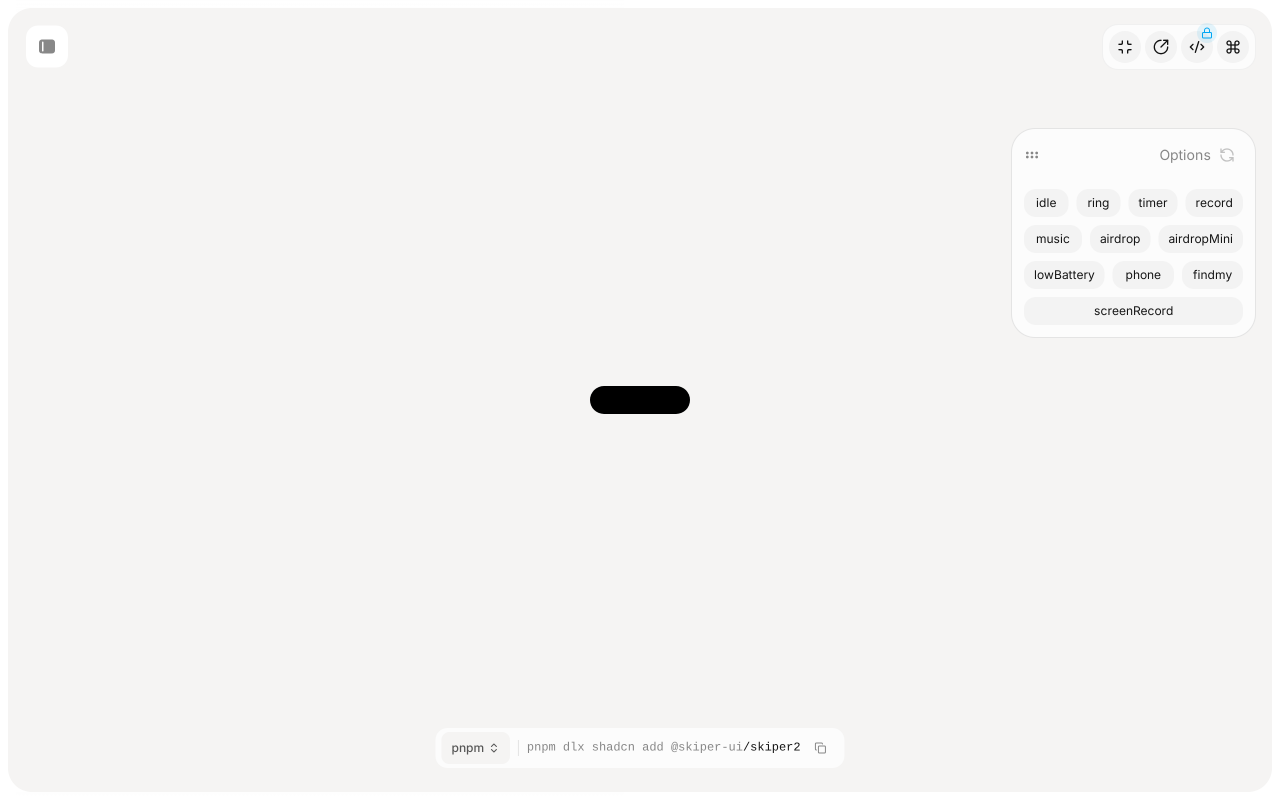 Options
idle ring timer record
music airdrop airdropMini
lowBattery phone findmy
screenRecord
pnpm pnpm dlx shadcn add @skiper-ui/skiper2